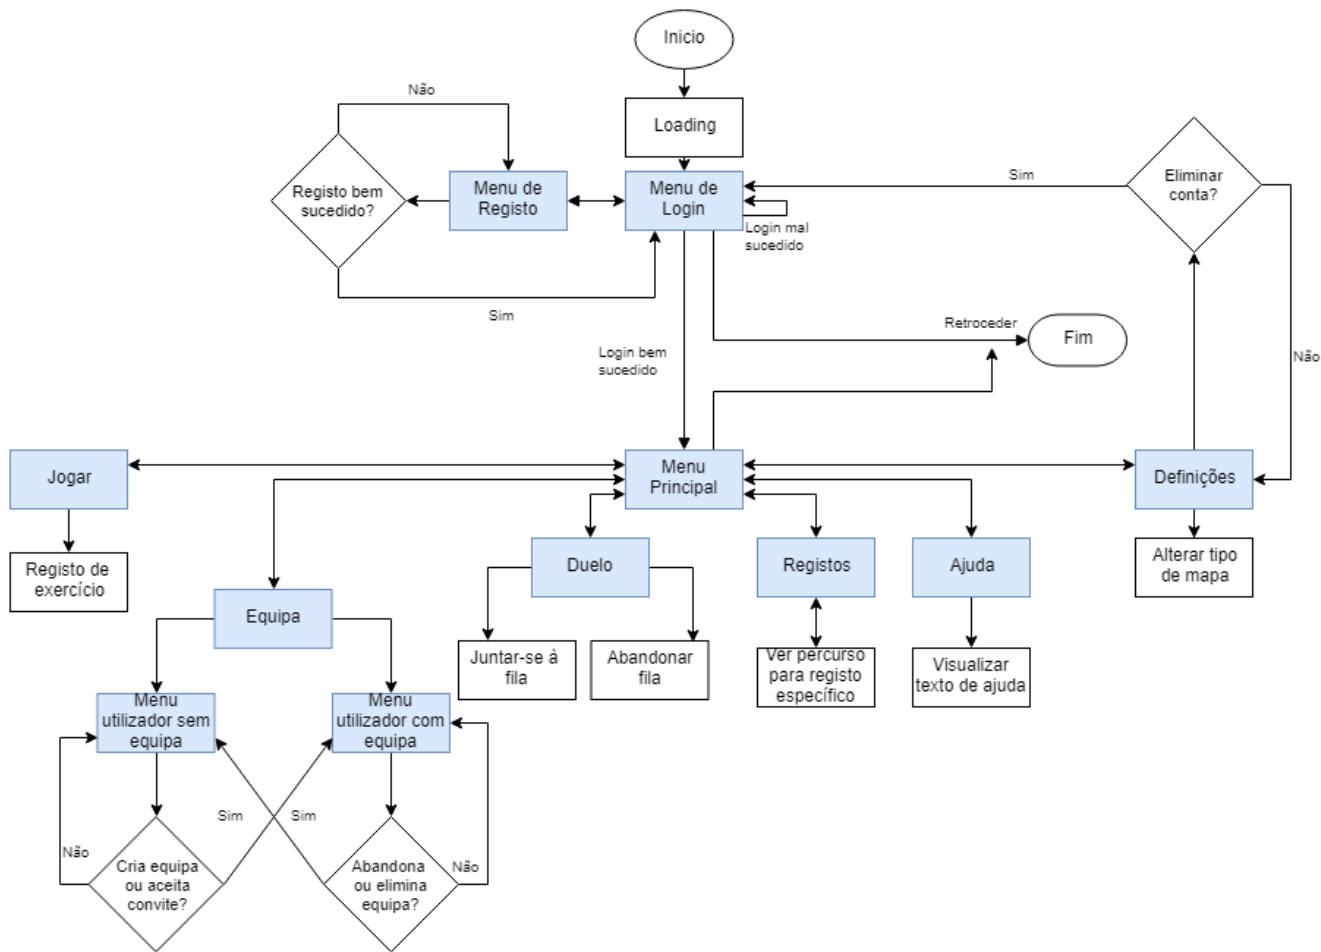 Inicio
Não
Loading
Registo bem
sucedido?
Menu de
Registo
Menu de
Login
Sim
Eliminar
conta?
Login mal
sucedido
Sim
Retroceder
Fim
Login bem
sucedido
Não
Jogar
Menu
Principal
Definições
Registo de
exercício
Duelo
Registos
Ajuda
Alterar tipo
de mapa
Equipa
Juntar-se à
fila
Abandonar
fila
Ver percurso
para registo
específico
Visualizar
texto de ajuda
Menu
utilizador sem
equipa
Menu
utilizador com
equipa
Sim
Sim
Não
Cria equipa
ou aceita
convite?
Abandona
ou elimina
equipa?
Não